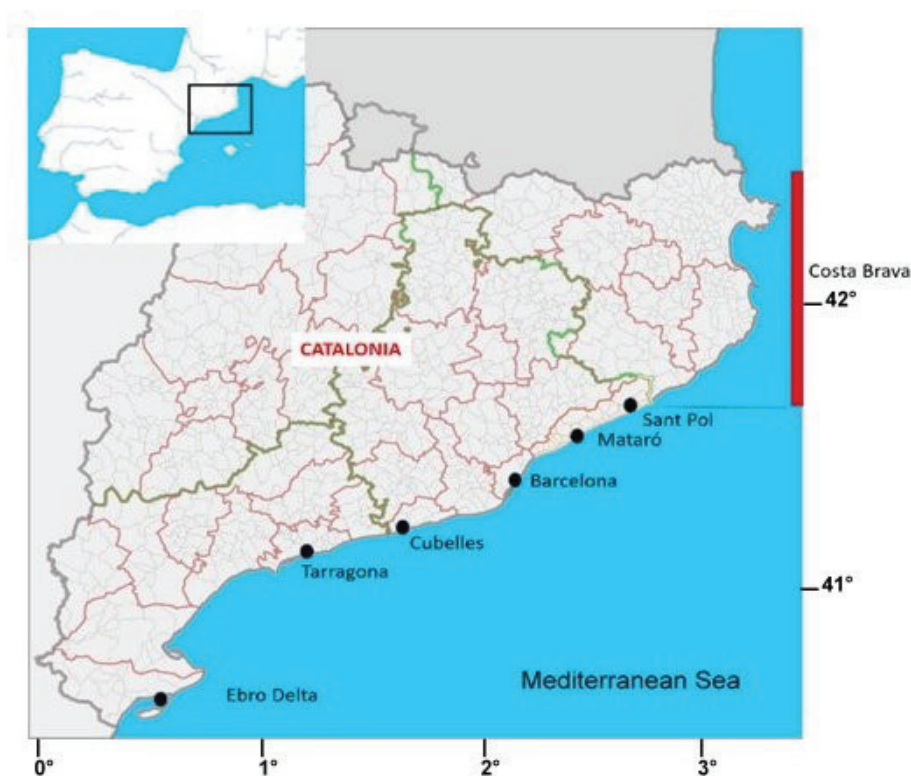 Costa Brava
42°
CATALONIA
Sant Pol
Mataró
Barcelona
Cubelles
Tarragona
41°
Mediterranean Sea
Ebro Delta
0°
1°
2°
3°